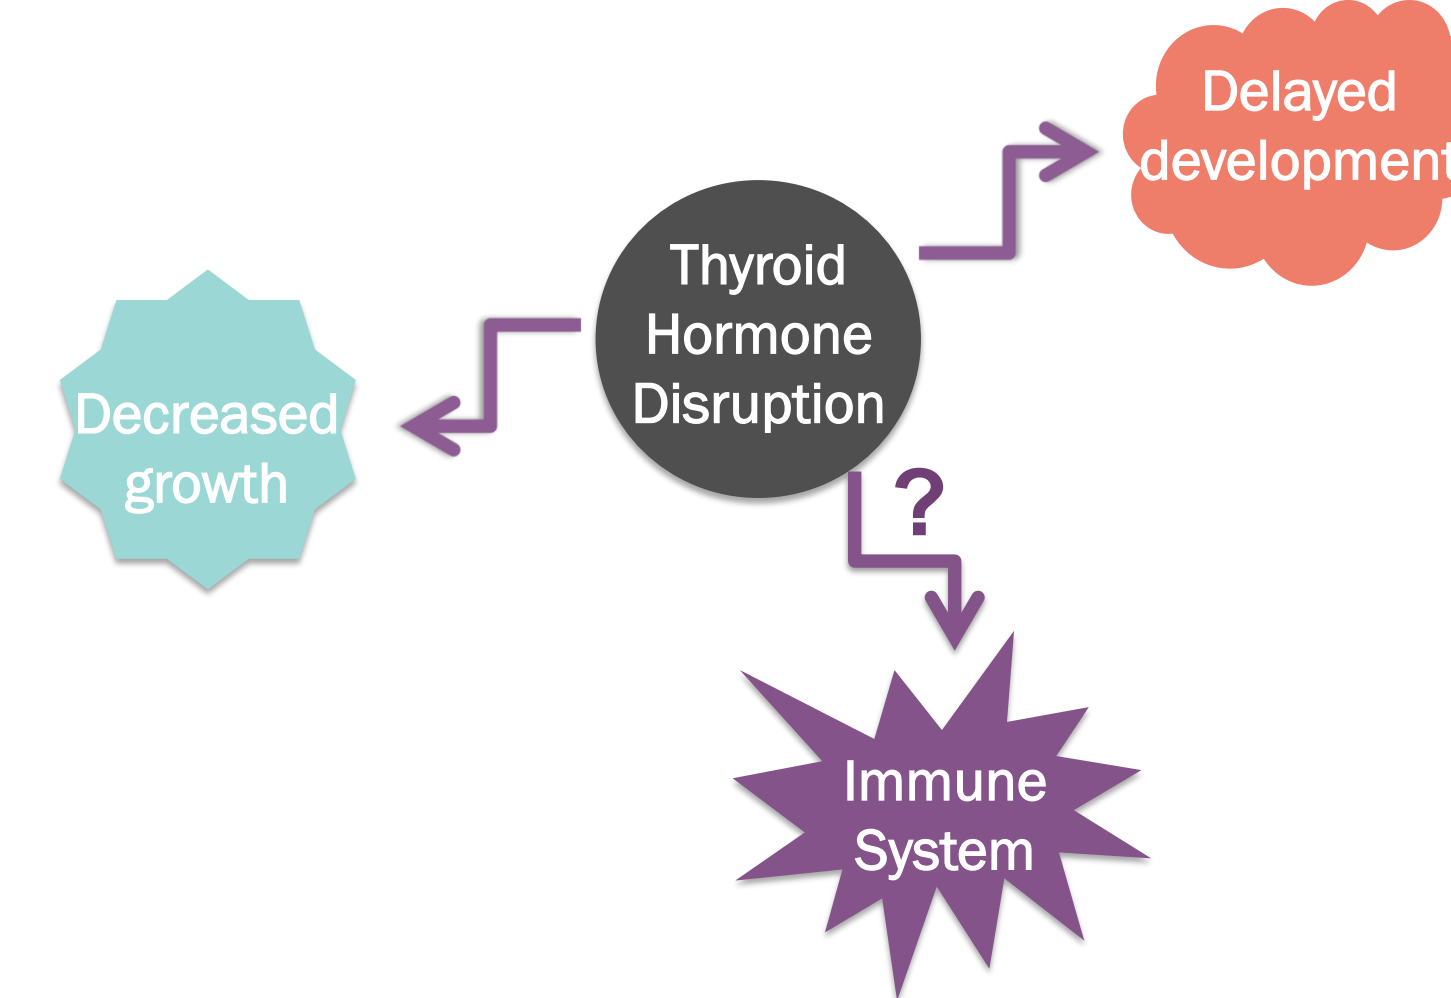 Delayed
development
Thyroid
Hormone
Disruption
Decreased
growth
?
Immune
System